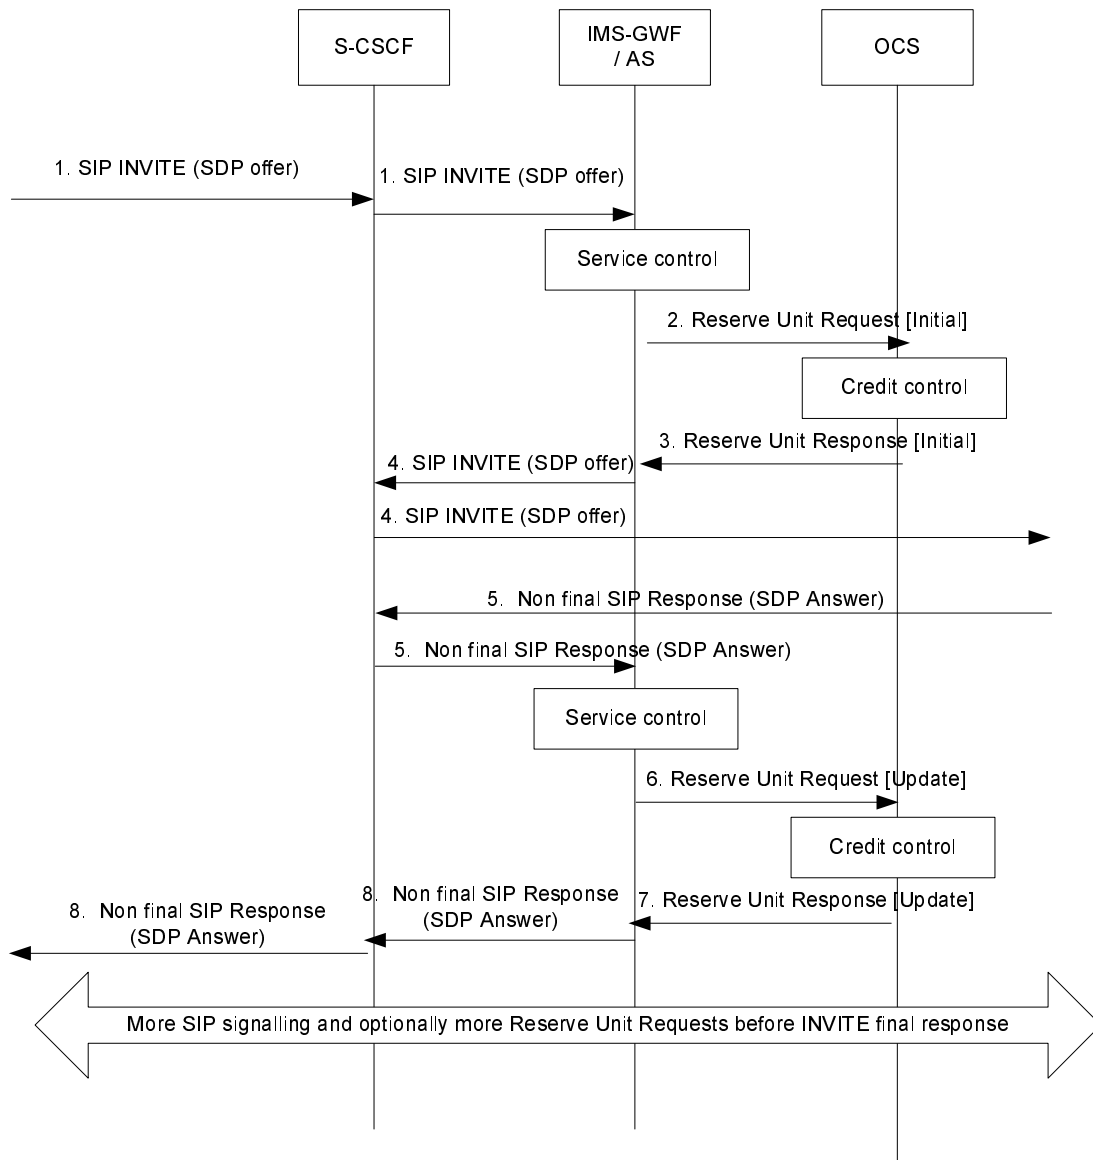 S-CSCF
IMS-GWF
/ AS
OCS
1. SIP INVITE (SDP offer)
1. SIP INVITE (SDP offer)
Service control
2. Reserve Unit Request [Initial]
Credit control
3. Reserve Unit Response [Initial]
4. SIP INVITE (SDP offer)
4. SIP INVITE (SDP offer)
5. Non final SIP Response (SDP Answer)
5. Non final SIP Response (SDP Answer)
Service control
6. Reserve Unit Request [Update]
Credit control
7. Reserve Unit Response [Update]
8. Non final SIP Response
(SDP Answer)
8. Non final SIP Response
(SDP Answer)
More SIP signalling and optionally more Reserve Unit Requests before INVITE final response